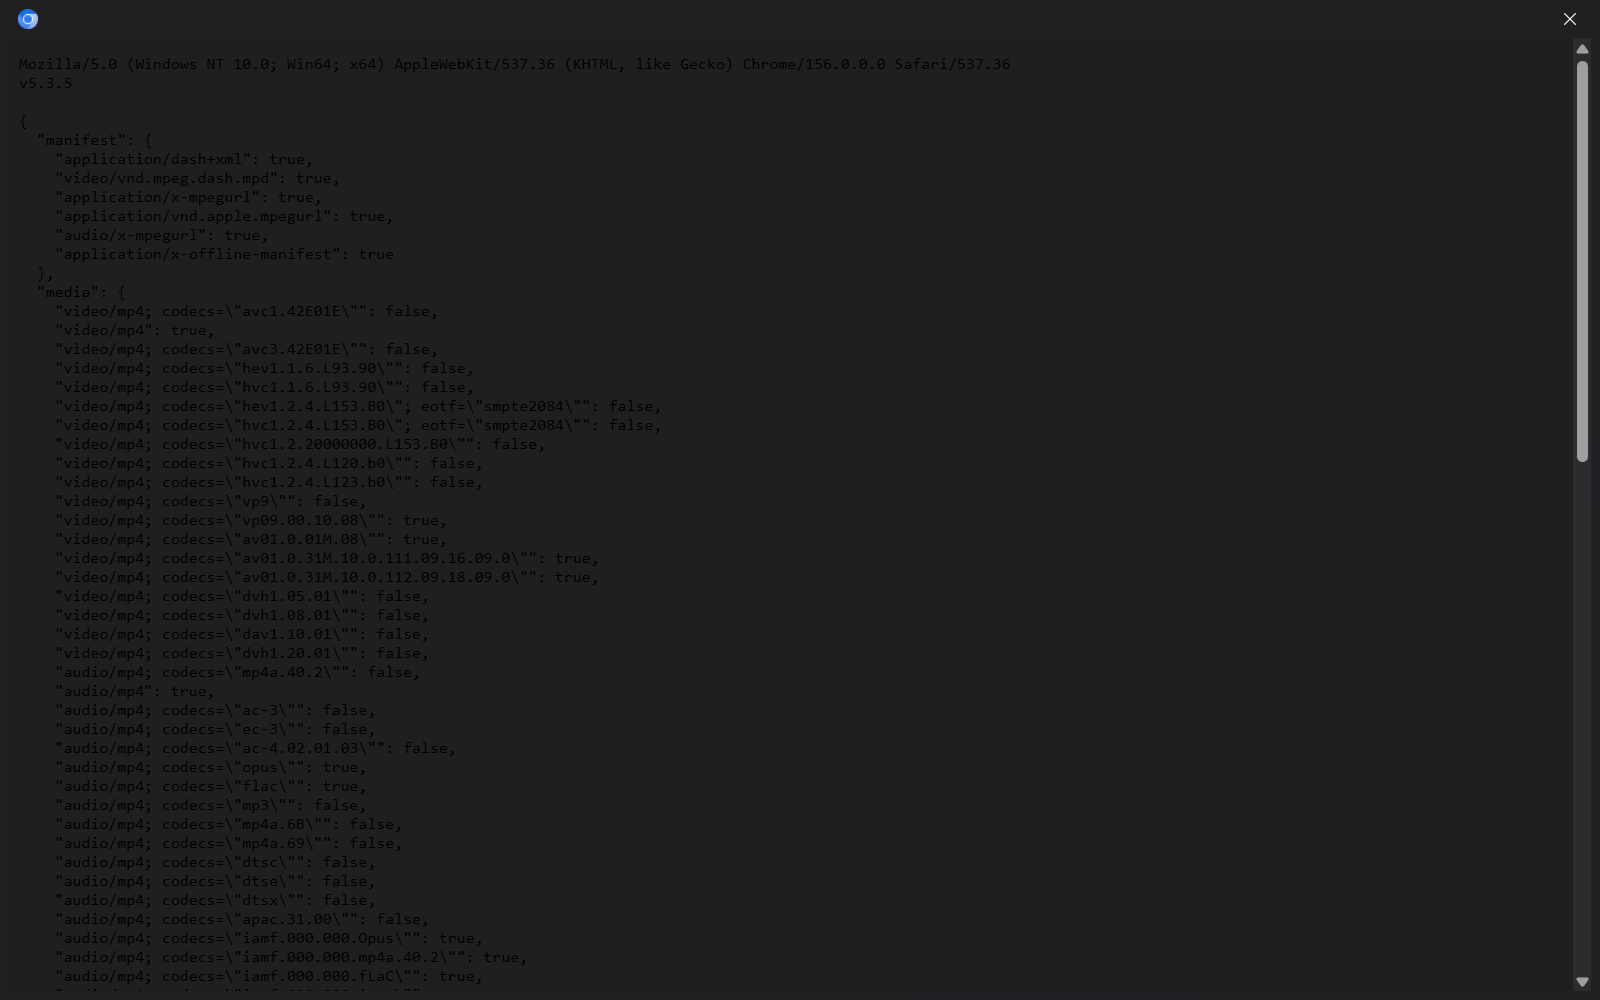 Mozilla/5.0 (Windows NT 10.0; Win64; x64) AppleWebKit/537.36 (KHTML, like Gecko) Chrome/156.0.0.0 Safari/537.36
v5.3.5
{
"manifest": {
"application/dash+xml": true,
"video/vnd.mpeg.dash.mpd": true,
"application/x-mpegurl": true,
"application/vnd.apple.mpegurl": true,
"audio/x-mpegurl": true,
"application/x-offline-manifest": true
},
"media": {
"video/mp4; codecs=\"avc1.42E01E\"": false,
"video/mp4": true,
"video/mp4; codecs=\"avc3.42E01E\"": false,
"video/mp4; codecs=\"hev1.1.6.L93.90\"": false,
"video/mp4; codecs=\"hvc1.1.6.L93.90\"": false,
"video/mp4; codecs=\"hev1.2.4.L153.B0\"; eotf=\"smpte2084\"": false,
"video/mp4; codecs=\"hvc1.2.4.L153.B0\"; eotf=\"smpte2084\"": false,
"video/mp4; codecs=\"hvc1.2.20000000.L153.B0\"": false,
"video/mp4; codecs=\"hvc1.2.4.L120.b0\"": false,
"video/mp4; codecs=\"hvc1.2.4.L123.b0\"": false,
"video/mp4; codecs=\"vp9\"": false,
"video/mp4; codecs=\"vp09.00.10.08\"": true,
"video/mp4; codecs=\"av01.0.01M.08\"": true,
"video/mp4; codecs=\"av01.0.31M.10.0.111.09.16.09.0\"": true,
"video/mp4; codecs=\"av01.0.31M.10.0.112.09.18.09.0\"": true,
"video/mp4; codecs=\"dvh1.05.01\"": false,
"video/mp4; codecs=\"dvh1.08.01\"": false,
"video/mp4; codecs=\"dav1.10.01\"": false,
"video/mp4; codecs=\"dvh1.20.01\"": false,
"audio/mp4; codecs=\"mp4a.40.2\"": false,
"audio/mp4": true,
"audio/mp4; codecs=\"ac-3\"": false,
"audio/mp4; codecs=\"ec-3\"": false,
"audio/mp4; codecs=\"ac-4.02.01.03\"": false,
"audio/mp4; codecs=\"opus\"": true,
"audio/mp4; codecs=\"flac\"": true,
"audio/mp4; codecs=\"mp3\"": false,
"audio/mp4; codecs=\"mp4a.6B\"": false,
"audio/mp4; codecs=\"mp4a.69\"": false,
"audio/mp4; codecs=\"dtsc\"": false,
"audio/mp4; codecs=\"dtse\"": false,
"audio/mp4; codecs=\"dtsx\"": false,
"audio/mp4; codecs=\"apac.31.00\"": false,
"audio/mp4; codecs=\"iamf.000.000.Opus\"": true,
"audio/mp4; codecs=\"iamf.000.000.mp4a.40.2\"": true,
"audio/mp4; codecs=\"iamf.000.000.fLaC\"": true,